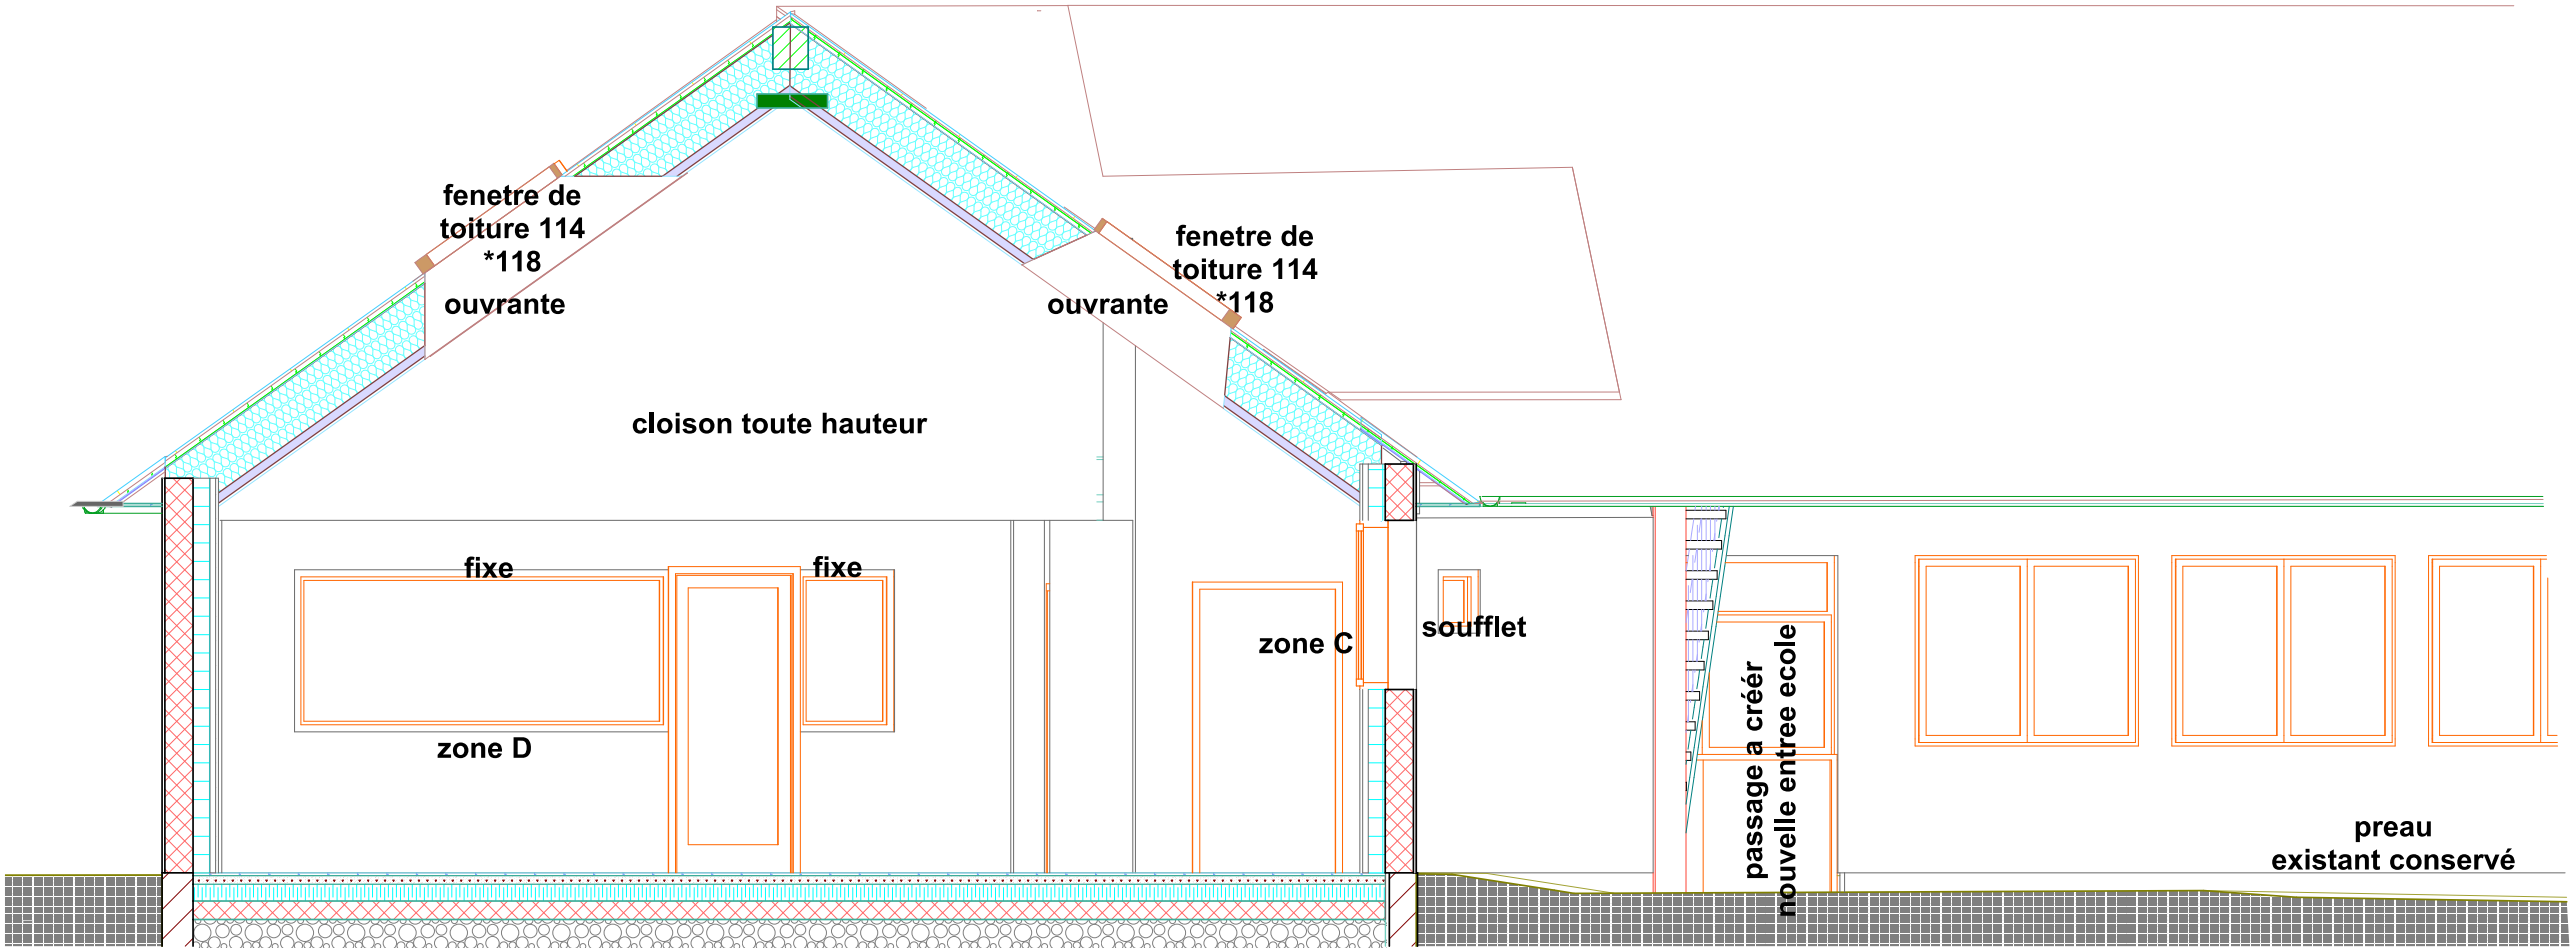 fenetre de
toiture 114
*118
ouvrante
fenetre de
toiture 114
*118
ouvrante
cloison toute hauteur
fixe
fixe
zone D
zone C
soufflet
passage a créér
nouvelle entree ecole
preau
existant conservé